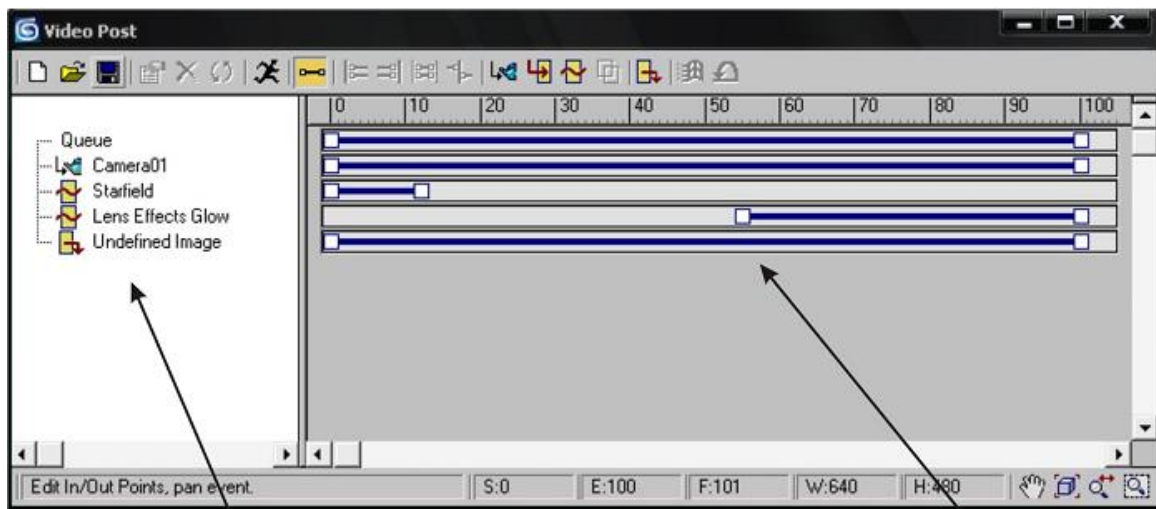 Video Post
0 10 20 30 40 50 60 70 80 90 100
Queue
Camera01
Starfield
Lens Effects Glow
Undefined Image
Edit In/Out Points, pan event. S:0 E:100 F:101 W:640 H:480